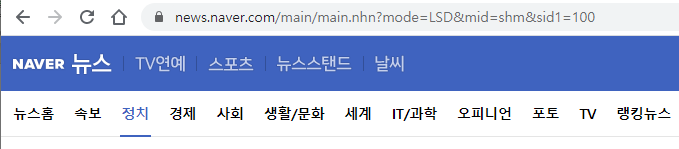 news.naver.com/main/main.nhn?mode=LSD&mid=shm&sid1=100
NAVER 뉴스 TV연예 스포츠 뉴스스탠드 날씨
뉴스홈 속보 정치 경제 사회 생활/문화 세계 IT/과학 오피니언 포토 TV 랭킹뉴스